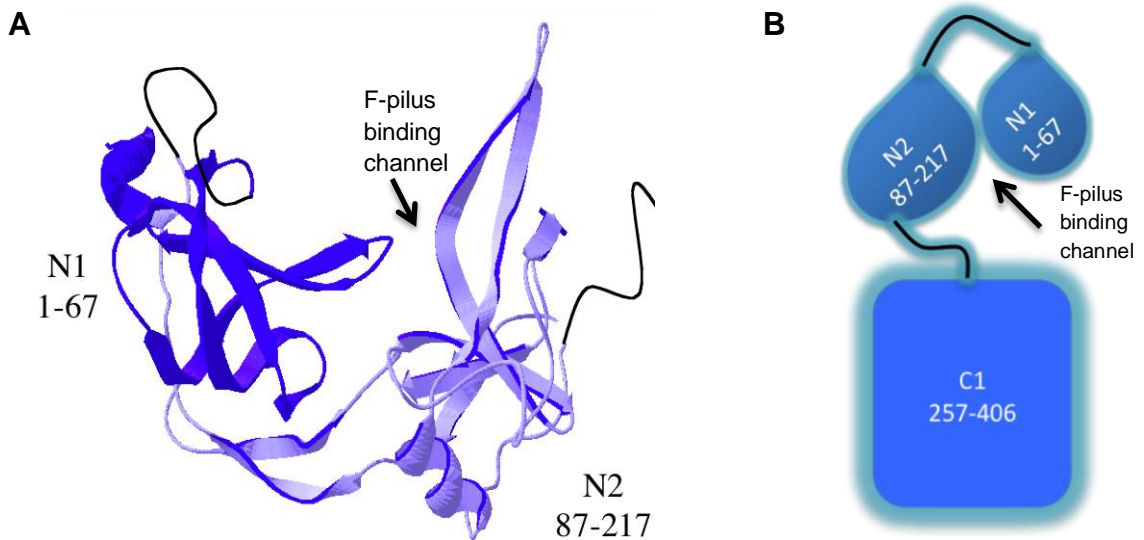 A
F-pilus
binding
channel
N1
1-67
N2
87-217
B
N2
87-217
N1
1-67
F-pilus
binding
channel
C1
257-406